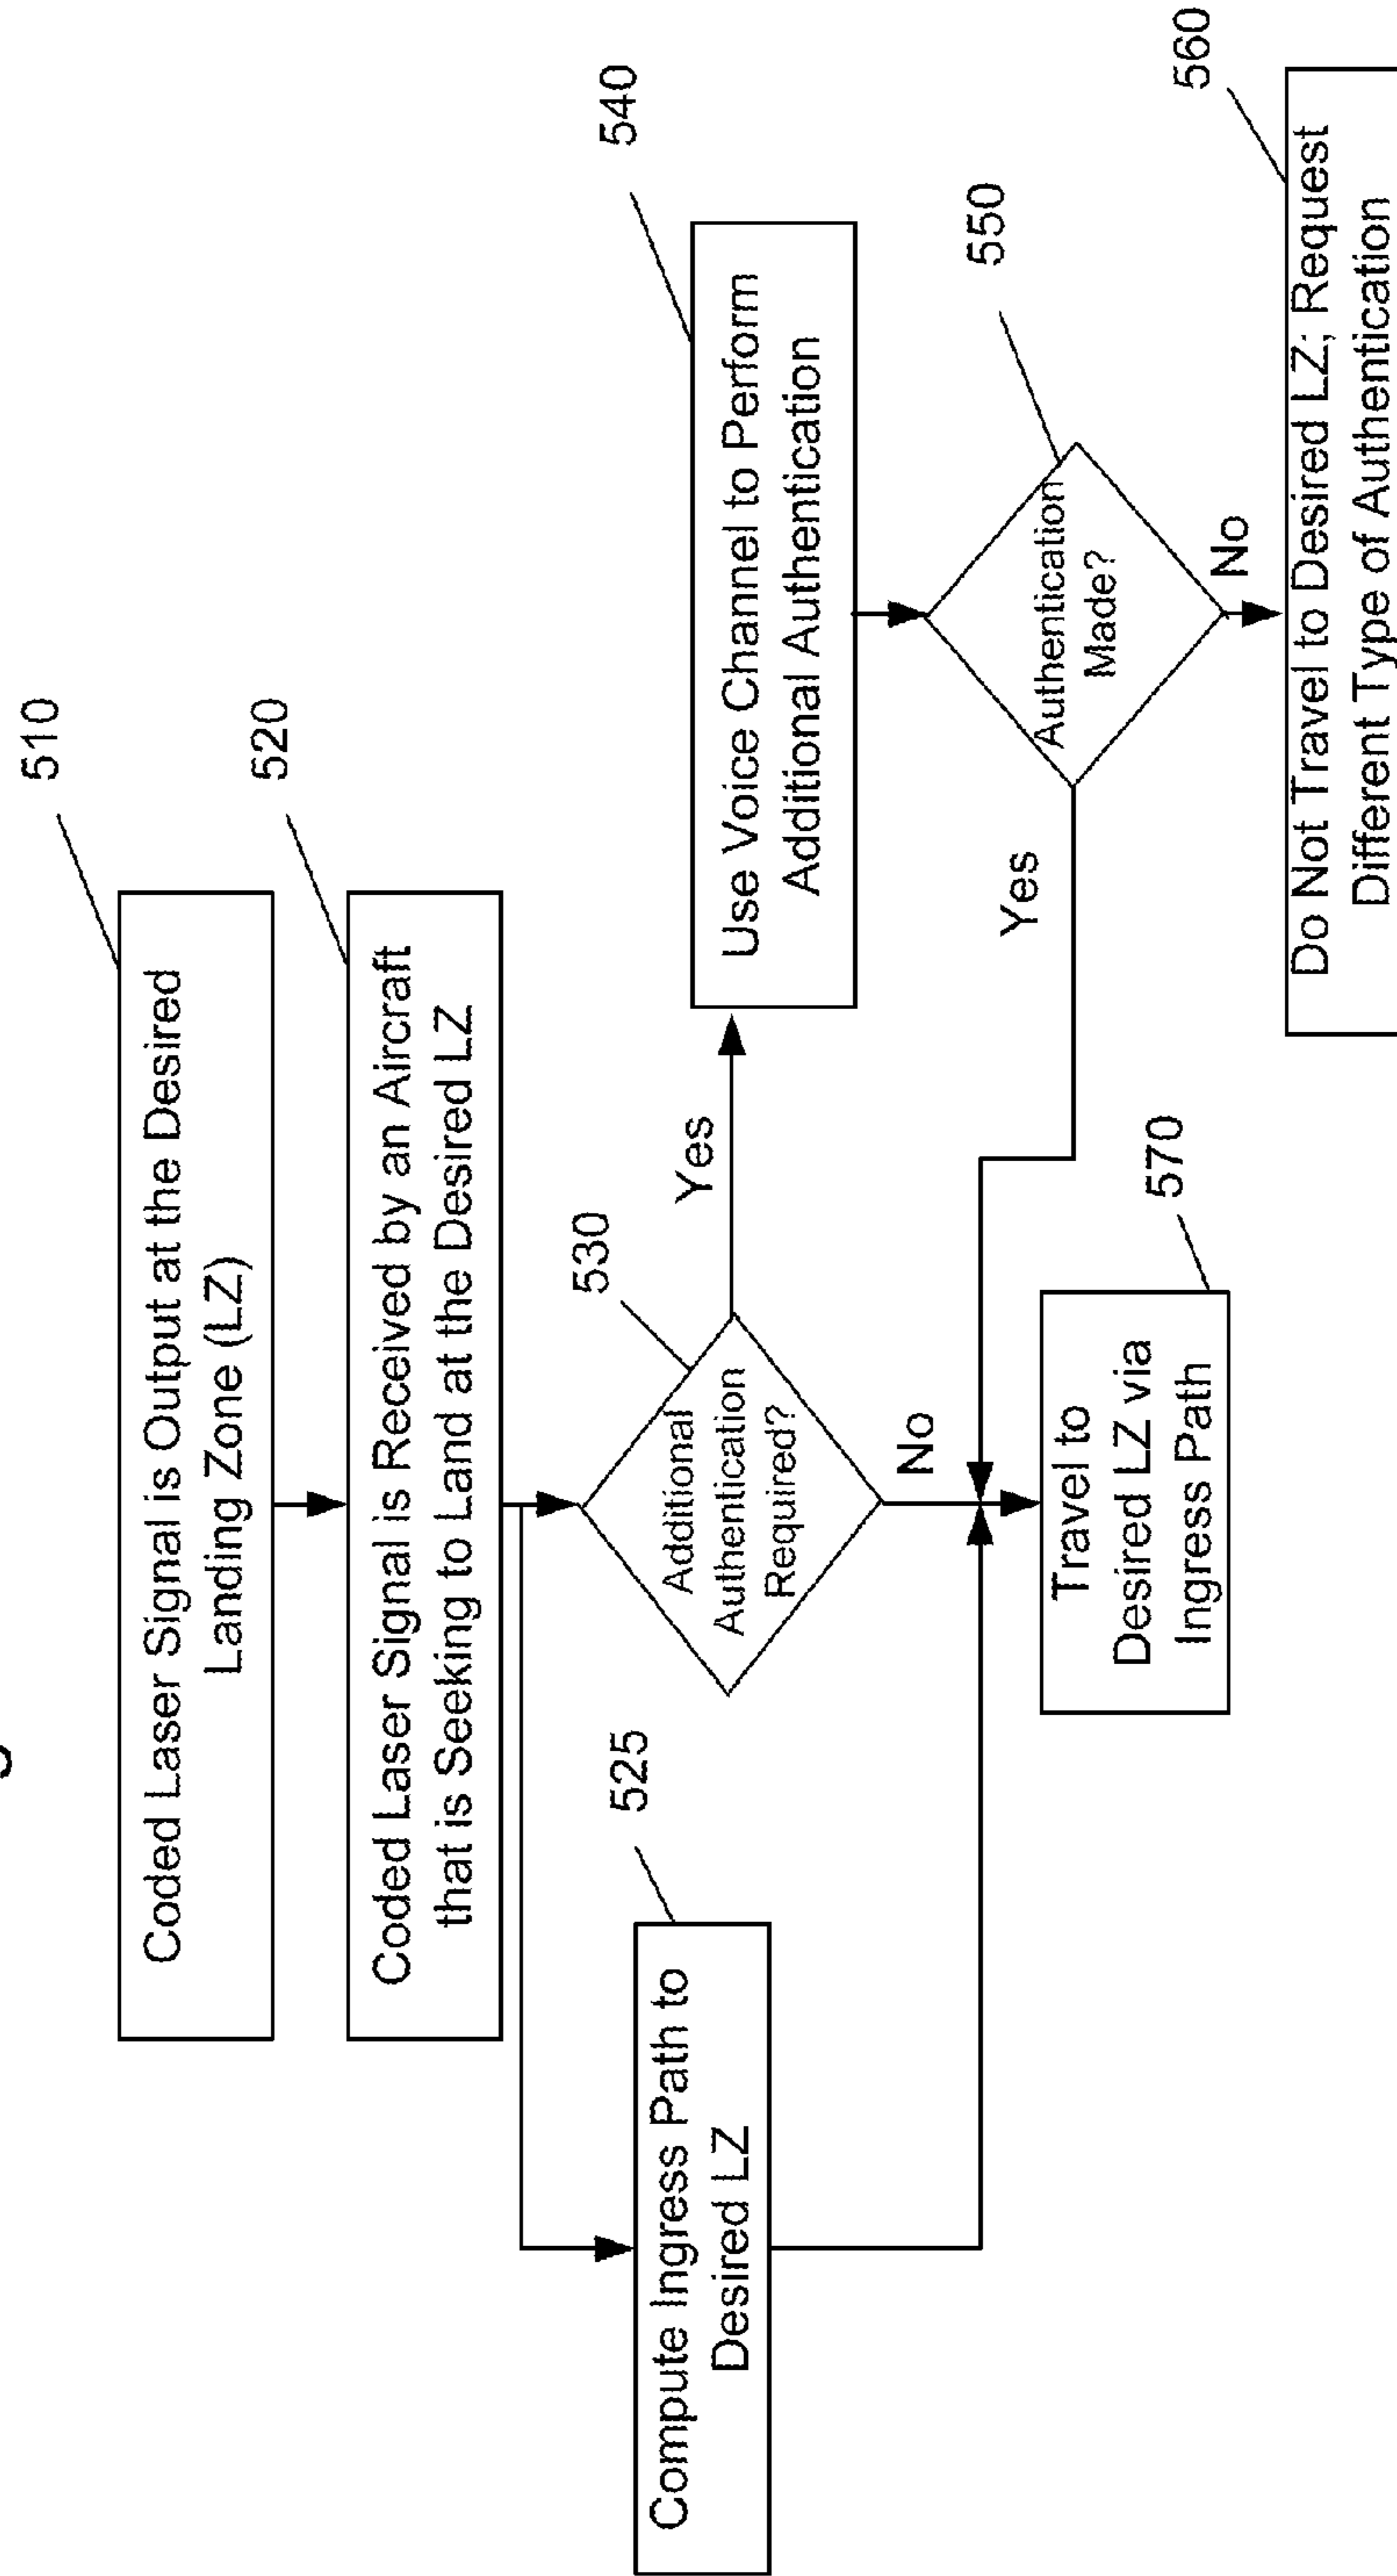 510
Coded Laser Signal is Output at the Desired
Landing Zone (LZ)
520
Coded Laser Signal is Received by an Aircraft
that is Seeking to Land at the Desired LZ
525
Compute Ingress Path to
Desired LZ
530
Additional
Authentication
Required?
Yes
No
540
Use Voice Channel to Perform
Additional Authentication
550
Authentication
Made?
Yes
No
570
Travel to
Desired LZ via
Ingress Path
560
Do Not Travel to Desired LZ; Request
Different Type of Authentication